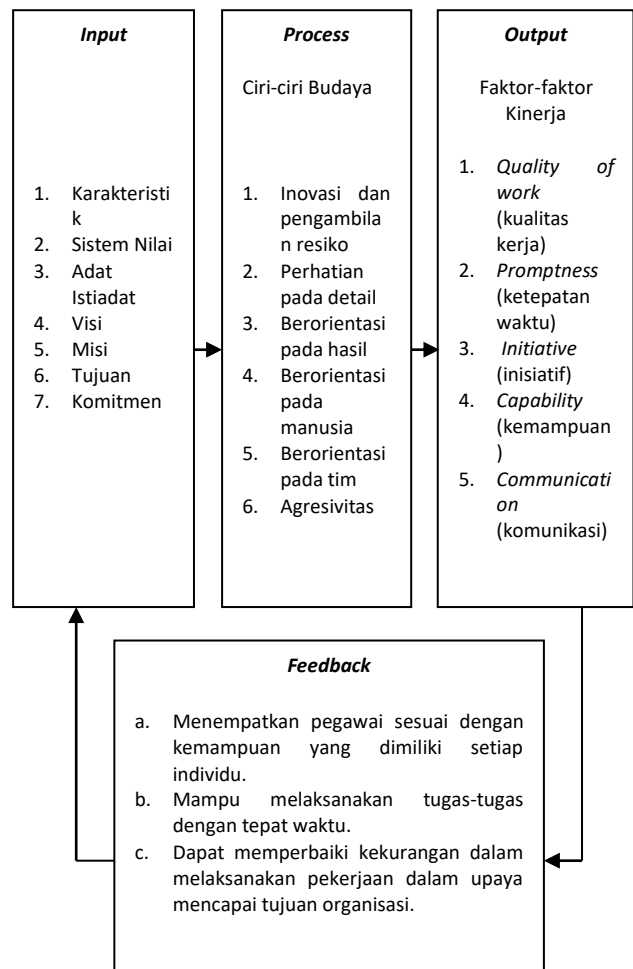 Input
1. Karakteristi
k
2. Sistem Nilai
3. Adat
Istiadat
4. Visi
5. Misi
6. Tujuan
7. Komitmen
Process
Ciri-ciri Budaya
1. Inovasi dan
pengambila
n resiko
2. Perhatian
pada detail
3. Berorientasi
pada hasil
4. Berorientasi
pada
manusia
5. Berorientasi
pada tim
6. Agresivitas
Output
Faktor-faktor
Kinerja
1. Quality of
work
(kualitas
kerja)
2. Promptness
(ketepatan
waktu)
3. Initiative
(inisiatif)
4. Capability
(kemampuan
)
5. Communicati
on
(komunikasi)
Feedback
a. Menempatkan pegawai sesuai dengan
kemampuan yang dimiliki setiap
individu.
b. Mampu melaksanakan tugas-tugas
dengan tepat waktu.
c. Dapat memperbaiki kekurangan dalam
melaksanakan pekerjaan dalam upaya
mencapai tujuan organisasi.